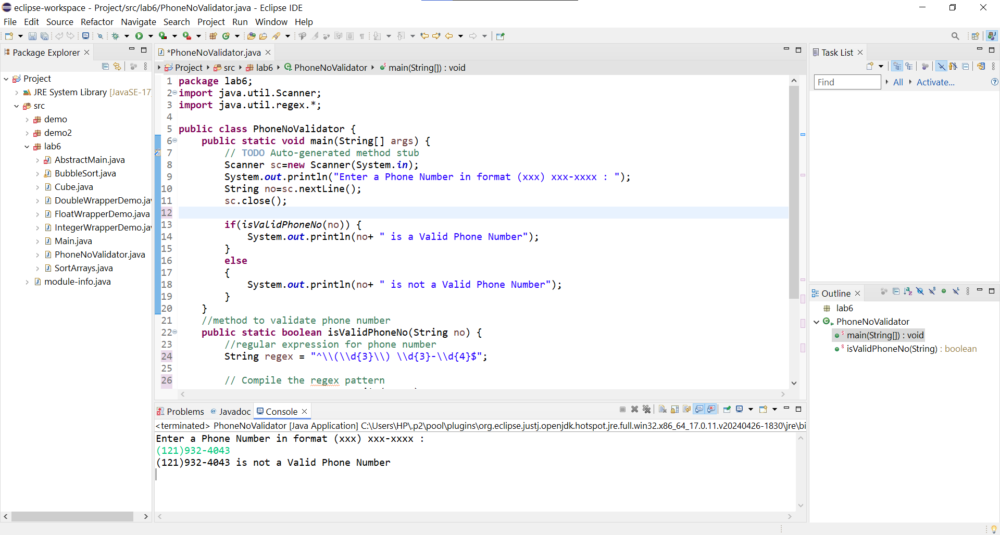 eclipse-workspace - Project/src/lab6/PhoneNoValidator.java - Eclipse IDE
File Edit Source Refactor Navigate Search Project Run Window Help
Package Explorer
Project
JRE System Library [JavaSE-17
src
demo
demo2
lab6
AbstractMain.java
BubbleSort.java
Cube.java
DoubleWrapperDemo.ja
FloatWrapperDemo.java
IntegerWrapperDemo.ja
Main.java
PhoneNoValidator.java
SortArrays.java
module-info.java
*PhoneNoValidator.java
Project src lab6 PhoneNoValidator main(String[]) : void
1 package lab6;
2 import java.util.Scanner;
3 import java.util.regex.*;
4
5 public class PhoneNoValidator {
6     public static void main(String[] args) {
7         // TODO Auto-generated method stub
8         Scanner sc=new Scanner(System.in);
9         System.out.println("Enter a Phone Number in format (xxx) xxx-xxxx : ");
10         String no=sc.nextLine();
11         sc.close();
12
13         if(isValidPhoneNo(no)) {
14             System.out.println(no+ " is a Valid Phone Number");
15         }
16         else
17         {
18             System.out.println(no+ " is not a Valid Phone Number");
19         }
20     }
21     //method to validate phone number
22     public static boolean isValidPhoneNo(String no) {
23         //regular expression for phone number
24         String regex = "^\\(\\d{3}\\) \\d{3}-\\d{4}$";
25
26         // Compile the regex pattern
Problems @ Javadoc Console
<terminated> PhoneNoValidator [Java Application] C:\Users\HP\.p2\pool\plugins\org.eclipse.justj.openjdk.hotspot.jre.full.win32.x86_64_17.0.11.v20240426-1830\jre\bi
Enter a Phone Number in format (xxx) xxx-xxxx :
(121)932-4043
(121)932-4043 is not a Valid Phone Number
Task List
Find All Activate...
Outline
lab6
PhoneNoValidator
main(String[]) : void
isValidPhoneNo(String) : boolean